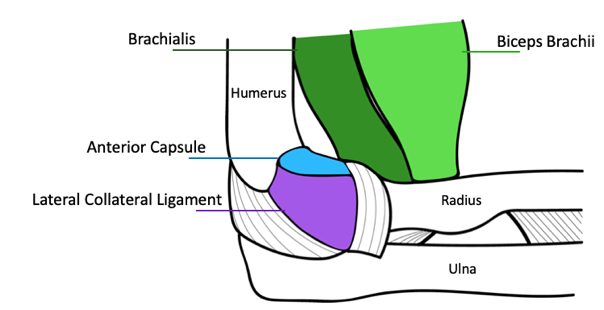 Brachialis
Biceps Brachii
Humerus
Anterior Capsule
Lateral Collateral Ligament
Radius
Ulna